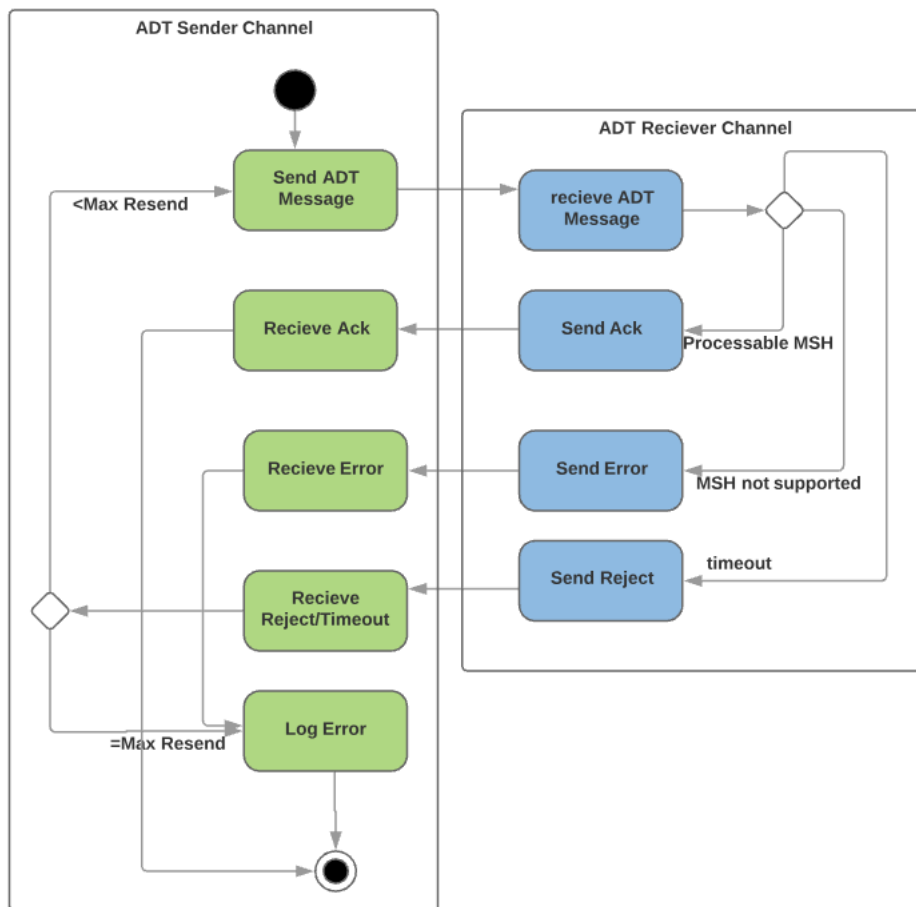 ADT Sender Channel
ADT Reciever Channel
Send ADT
Message
recieve ADT
Message
<Max Resend
Recieve Ack
Send Ack
Processable MSH
Recieve Error
Send Error
MSH not supported
timeout
Send Reject
Recieve
Reject/Timeout
Log Error
=Max Resend